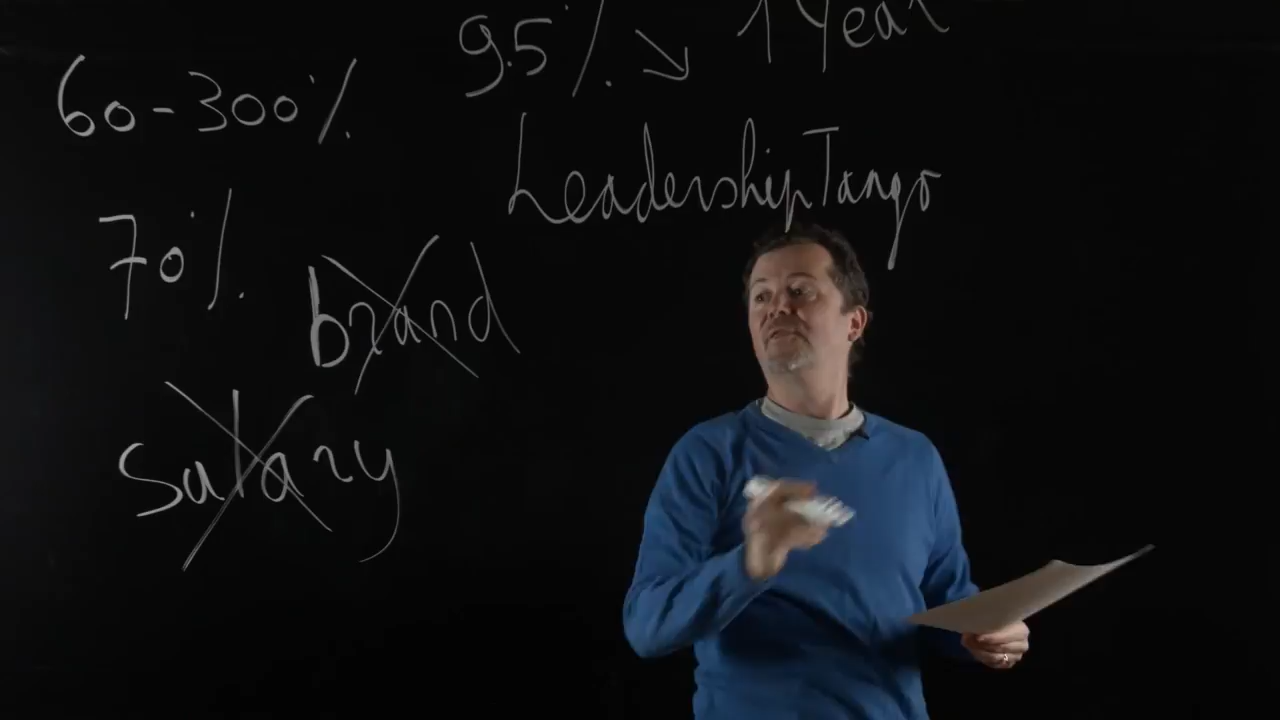 60-300%
9.5% ↘ 1 Year
LeadershipTango
70%
brand
Salary